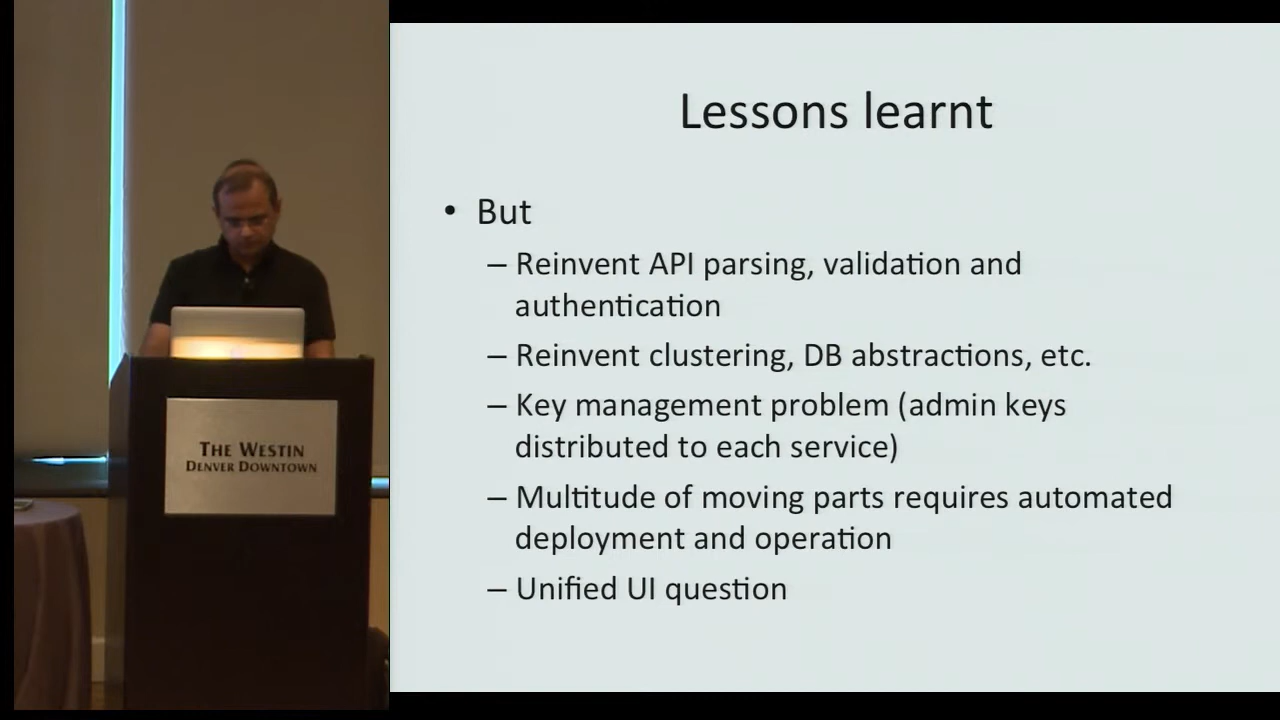 Lessons learnt
• But
– Reinvent API parsing, validation and
authentication
– Reinvent clustering, DB abstractions, etc.
– Key management problem (admin keys
distributed to each service)
– Multitude of moving parts requires automated
deployment and operation
– Unified UI question
THE WESTIN
DENVER DOWNTOWN